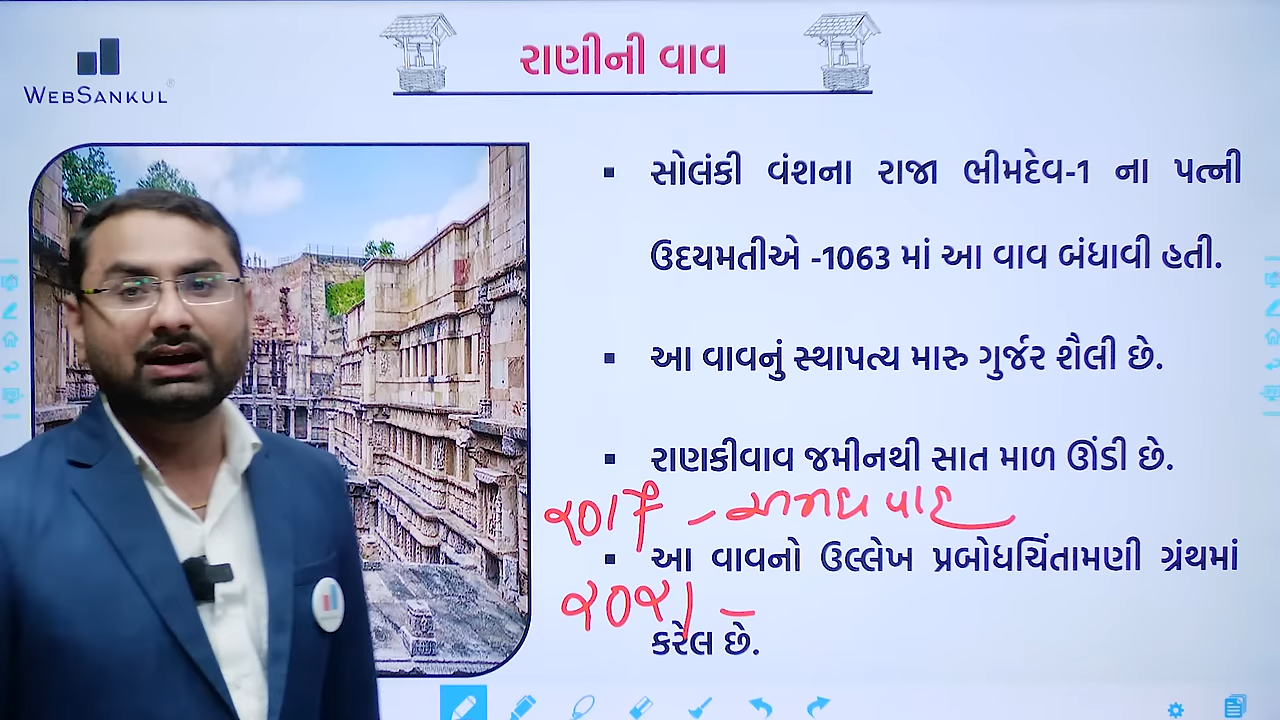 રાણીની વાવ
WEBSANKUL
▪ સોલંકી વંશના રાજા ભીમદેવ-1 ના પત્ની
ઉદયમતીએ -1063 માં આ વાવ બંધાવી હતી.
▪ આ વાવનું સ્થાપત્ય મારુ ગુર્જર શૈલી છે.
▪ રાણકીવાવ જમીનથી સાત માળ ઊંડી છે.
▪ આ વાવનો ઉલ્લેખ પ્રબોધચિંતામણી ગ્રંથમાં
૨૦૨૧ –
કરેલ છે.